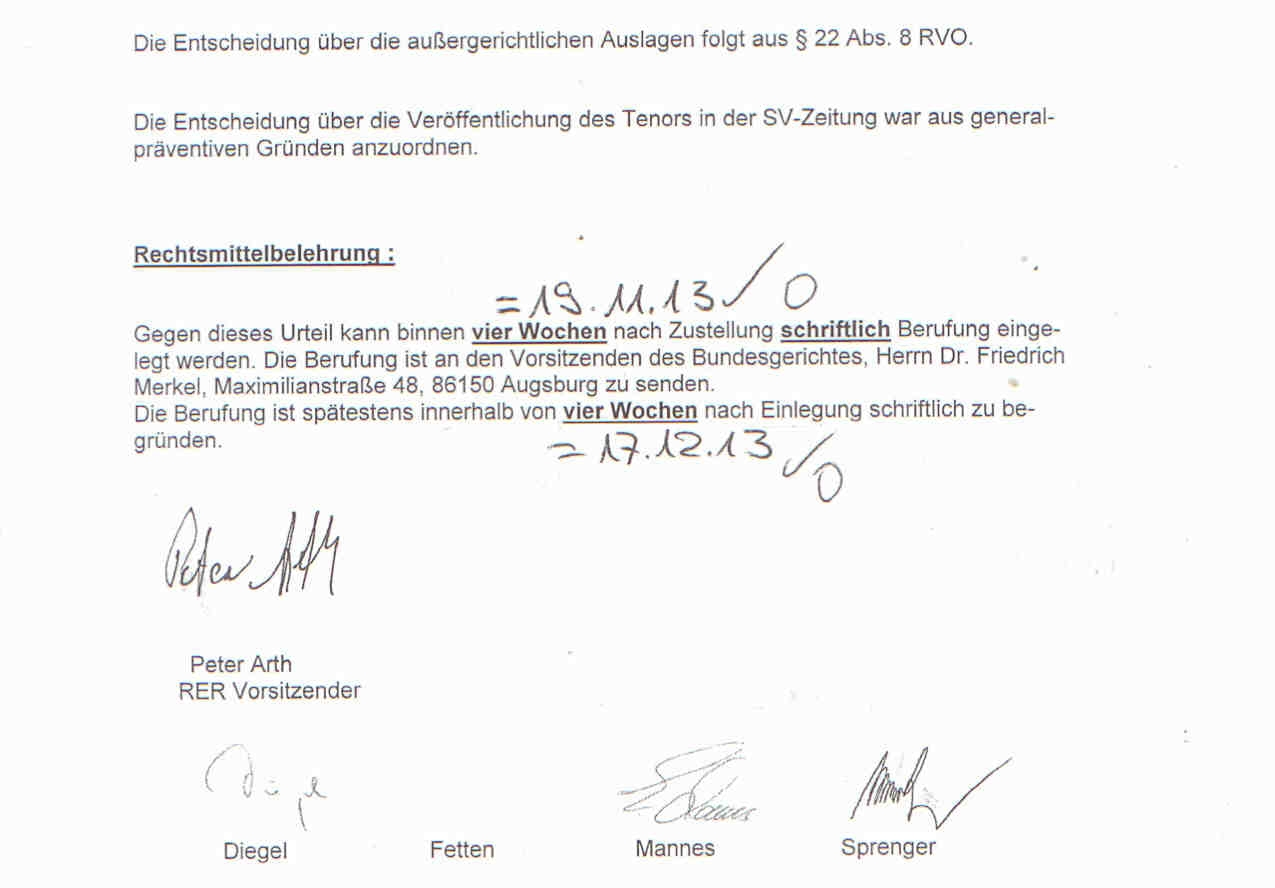 Die Entscheidung über die außergerichtlichen Auslagen folgt aus § 22 Abs. 8 RVO.
Die Entscheidung über die Veröffentlichung des Tenors in der SV-Zeitung war aus general-
präventiven Gründen anzuordnen.
Rechtsmittelbelehrung :
= 19.11.13 ✓ 0
Gegen dieses Urteil kann binnen vier Wochen nach Zustellung schriftlich Berufung einge-
legt werden. Die Berufung ist an den Vorsitzenden des Bundesgerichtes, Herrn Dr. Friedrich
Merkel, Maximilianstraße 48, 86150 Augsburg zu senden.
Die Berufung ist spätestens innerhalb von vier Wochen nach Einlegung schriftlich zu be-
gründen.
= 17.12.13 ✓ 0
Peter Arth
Peter Arth
RER Vorsitzender
Diegel Fetten Mannes Sprenger